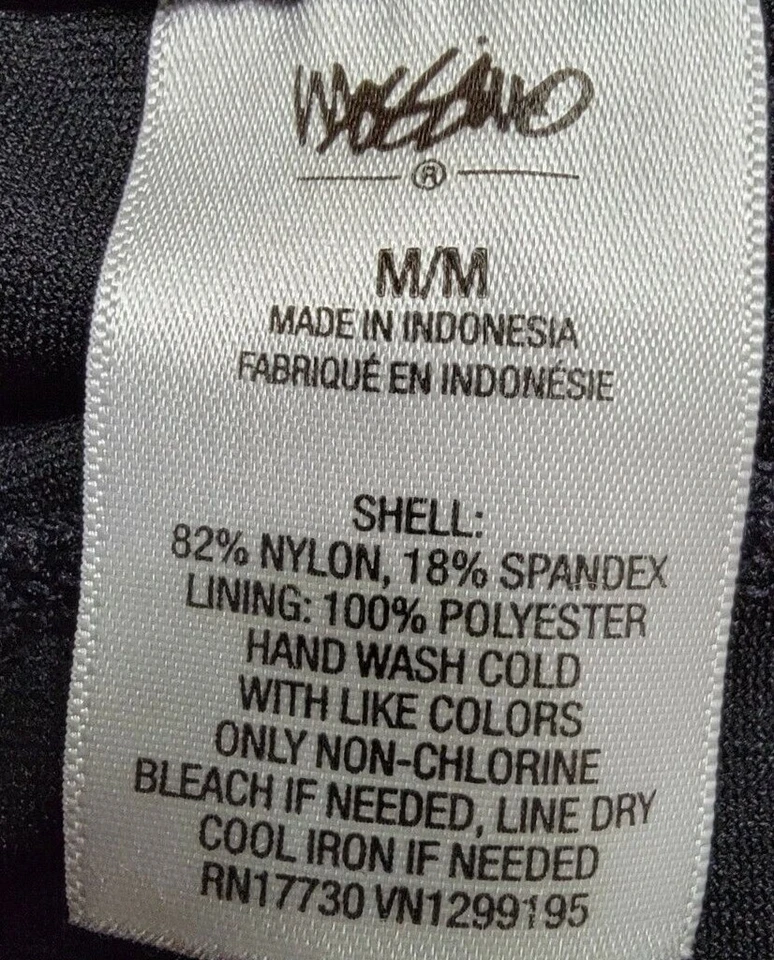 MOSSIMO
®
M/M
MADE IN INDONESIA
FABRIQUÉ EN INDONÉSIE
SHELL:
82% NYLON, 18% SPANDEX
LINING: 100% POLYESTER
HAND WASH COLD
WITH LIKE COLORS
ONLY NON-CHLORINE
BLEACH IF NEEDED, LINE DRY
COOL IRON IF NEEDED
RN17730 VN1299195